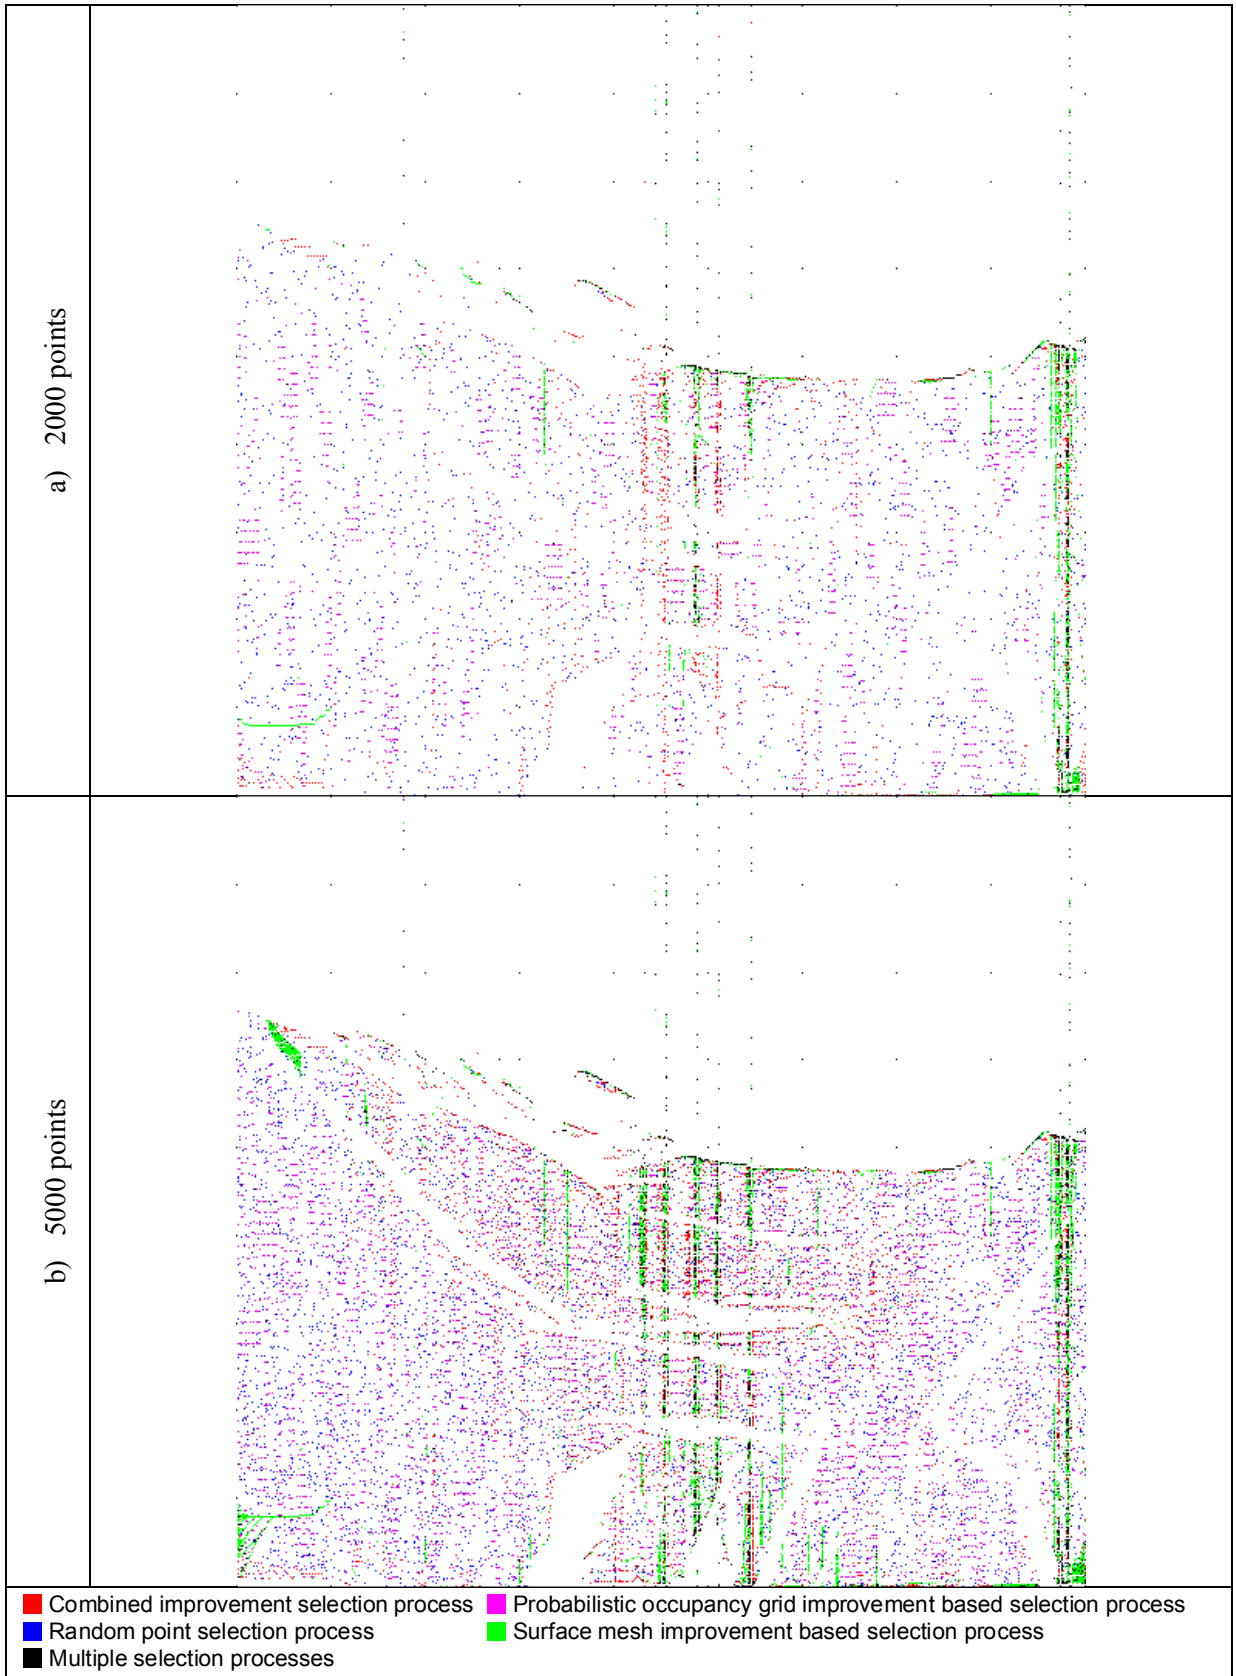 a) 2000 points
b) 5000 points
Combined improvement selection process
Probabilistic occupancy grid improvement based selection process
Random point selection process
Surface mesh improvement based selection process
Multiple selection processes